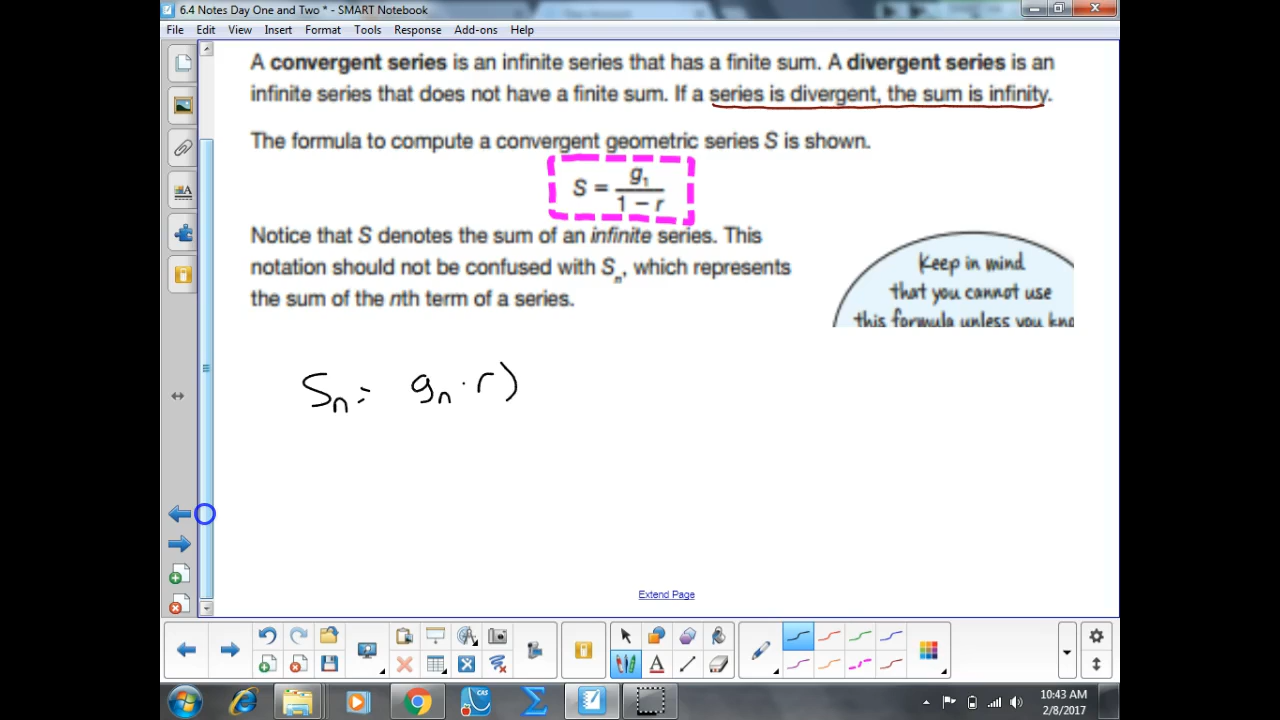 6.4 Notes Day One and Two * - SMART Notebook
File Edit View Insert Format Tools Response Add-ons Help
A convergent series is an infinite series that has a finite sum. A divergent series is an
infinite series that does not have a finite sum. If a series is divergent, the sum is infinity.
The formula to compute a convergent geometric series S is shown.
S = g₁ / (1 − r)
Notice that S denotes the sum of an infinite series. This
notation should not be confused with Sₙ, which represents
the sum of the nth term of a series.
Keep in mind
that you cannot use
this formula unless you kno
Sₙ = gₙ · r)
Extend Page
10:43 AM
2/8/2017